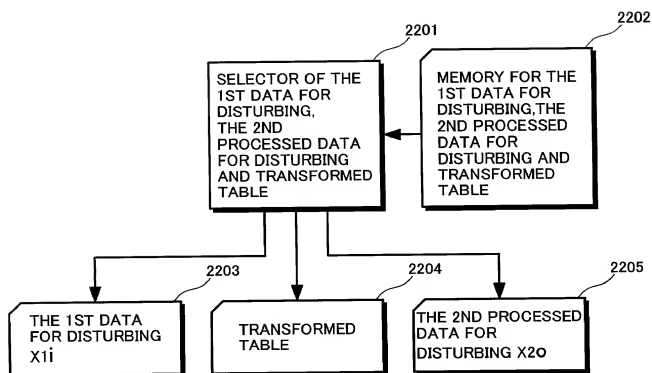 2201
2202
SELECTOR OF THE
1ST DATA FOR
DISTURBING,
THE 2ND
PROCESSED DATA
FOR DISTURBING
AND TRANSFORMED
TABLE
MEMORY FOR THE
1ST DATA FOR
DISTURBING,THE
2ND PROCESSED
DATA FOR
DISTURBING AND
TRANSFORMED
TABLE
2203
2204
2205
THE 1ST DATA
FOR DISTURBING
X1i
TRANSFORMED
TABLE
THE 2ND PROCESSED
DATA FOR
DISTURBING X2o